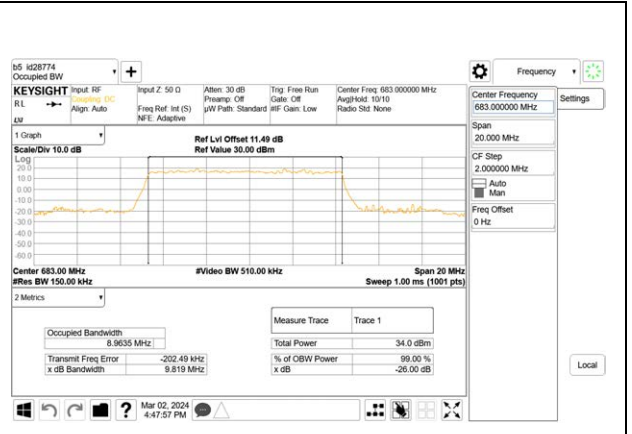 b5 id28774
Occupied BW
Frequency
KEYSIGHT
RL
LXI
Input: RF
Coupling: DC
Align: Auto
Input Z: 50 Ω
Freq Ref: Int (S)
NFE: Adaptive
Atten: 30 dB
Preamp: Off
µW Path: Standard
Trig: Free Run
Gate: Off
#IF Gain: Low
Center Freq: 683.000000 MHz
Avg|Hold: 10/10
Radio Std: None
Center Frequency
683.000000 MHz
Settings
Span
20.000 MHz
CF Step
2.000000 MHz
Auto
Man
Freq Offset
0 Hz
1 Graph
Scale/Div 10.0 dB
Ref Lvl Offset 11.49 dB
Ref Value 30.00 dBm
Log
20.0
10.0
0.00
-10.0
-20.0
-30.0
-40.0
-50.0
-60.0
Center 683.00 MHz
#Video BW 510.00 kHz
Span 20 MHz
#Res BW 150.00 kHz
Sweep 1.00 ms (1001 pts)
2 Metrics
Measure Trace Trace 1
Occupied Bandwidth
8.9635 MHz
Total Power 34.0 dBm
Transmit Freq Error -202.49 kHz
% of OBW Power 99.00 %
x dB Bandwidth 9.819 MHz
x dB -26.00 dB
Local
Mar 02, 2024
4:47:57 PM